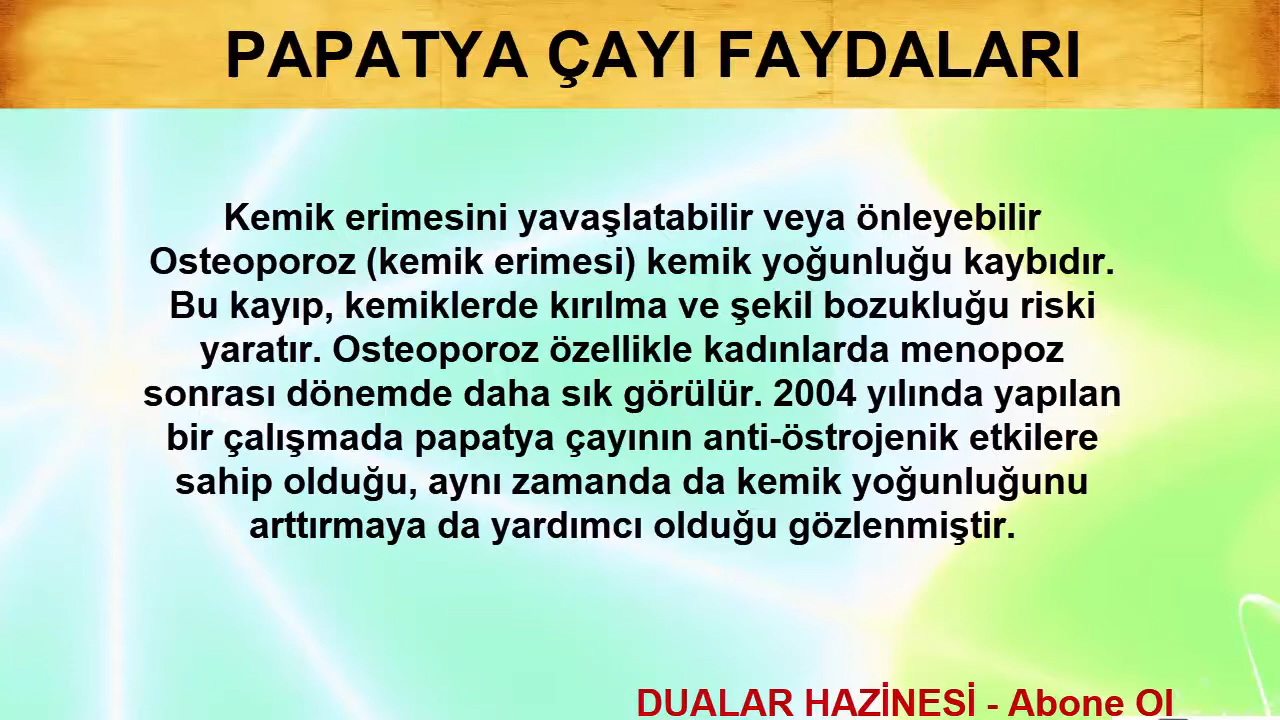 PAPATYA ÇAYI FAYDALARI
Kemik erimesini yavaşlatabilir veya önleyebilir
Osteoporoz (kemik erimesi) kemik yoğunluğu kaybıdır.
Bu kayıp, kemiklerde kırılma ve şekil bozukluğu riski
yaratır. Osteoporoz özellikle kadınlarda menopoz
sonrası dönemde daha sık görülür. 2004 yılında yapılan
bir çalışmada papatya çayının anti-östrojenik etkilere
sahip olduğu, aynı zamanda da kemik yoğunluğunu
arttırmaya da yardımcı olduğu gözlenmiştir.
DUALAR HAZİNESİ - Abone Ol